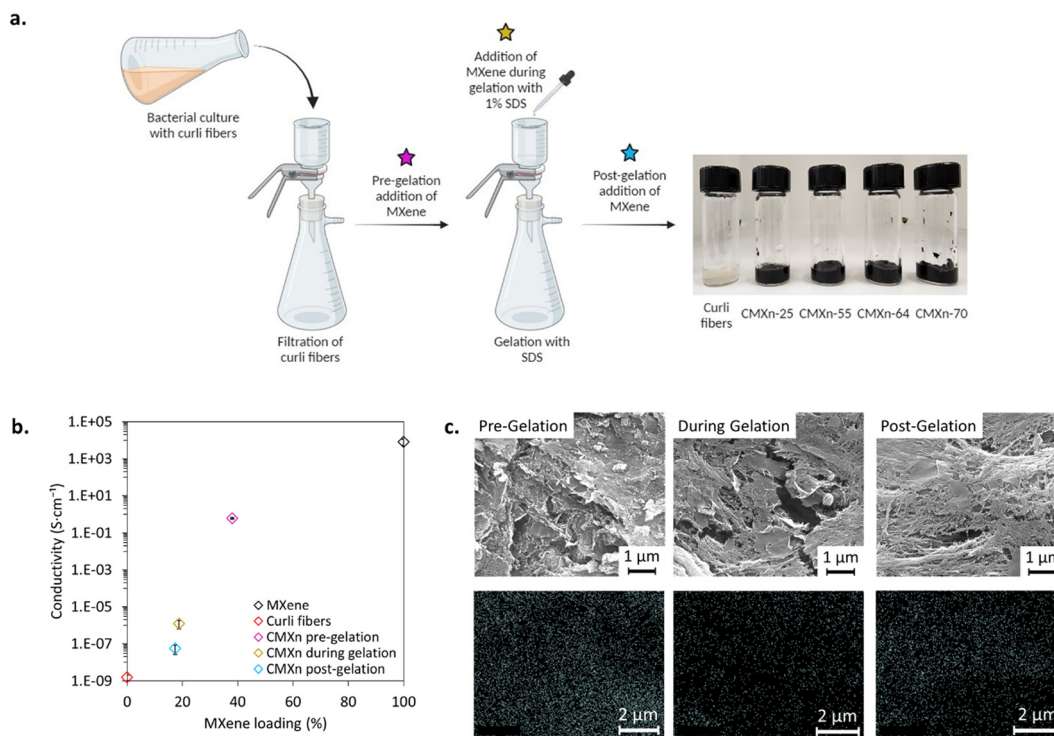 a.
Bacterial culture
with curli fibers
Filtration of
curli fibers
Pre-gelation
addition of
MXene
Addition of
MXene during
gelation with
1% SDS
Gelation with
SDS
Post-gelation
addition of
MXene
Curli
fibers
CMXn-25
CMXn-55
CMXn-64
CMXn-70
b.
Conductivity (S·cm⁻¹)
1.E+05
1.E+03
1.E+01
1.E-01
1.E-03
1.E-05
1.E-07
1.E-09
0
20
40
60
80
100
MXene loading (%)
MXene
Curli fibers
CMXn pre-gelation
CMXn during gelation
CMXn post-gelation
c.
Pre-Gelation
During Gelation
Post-Gelation
1 µm
1 µm
1 µm
2 µm
2 µm
2 µm